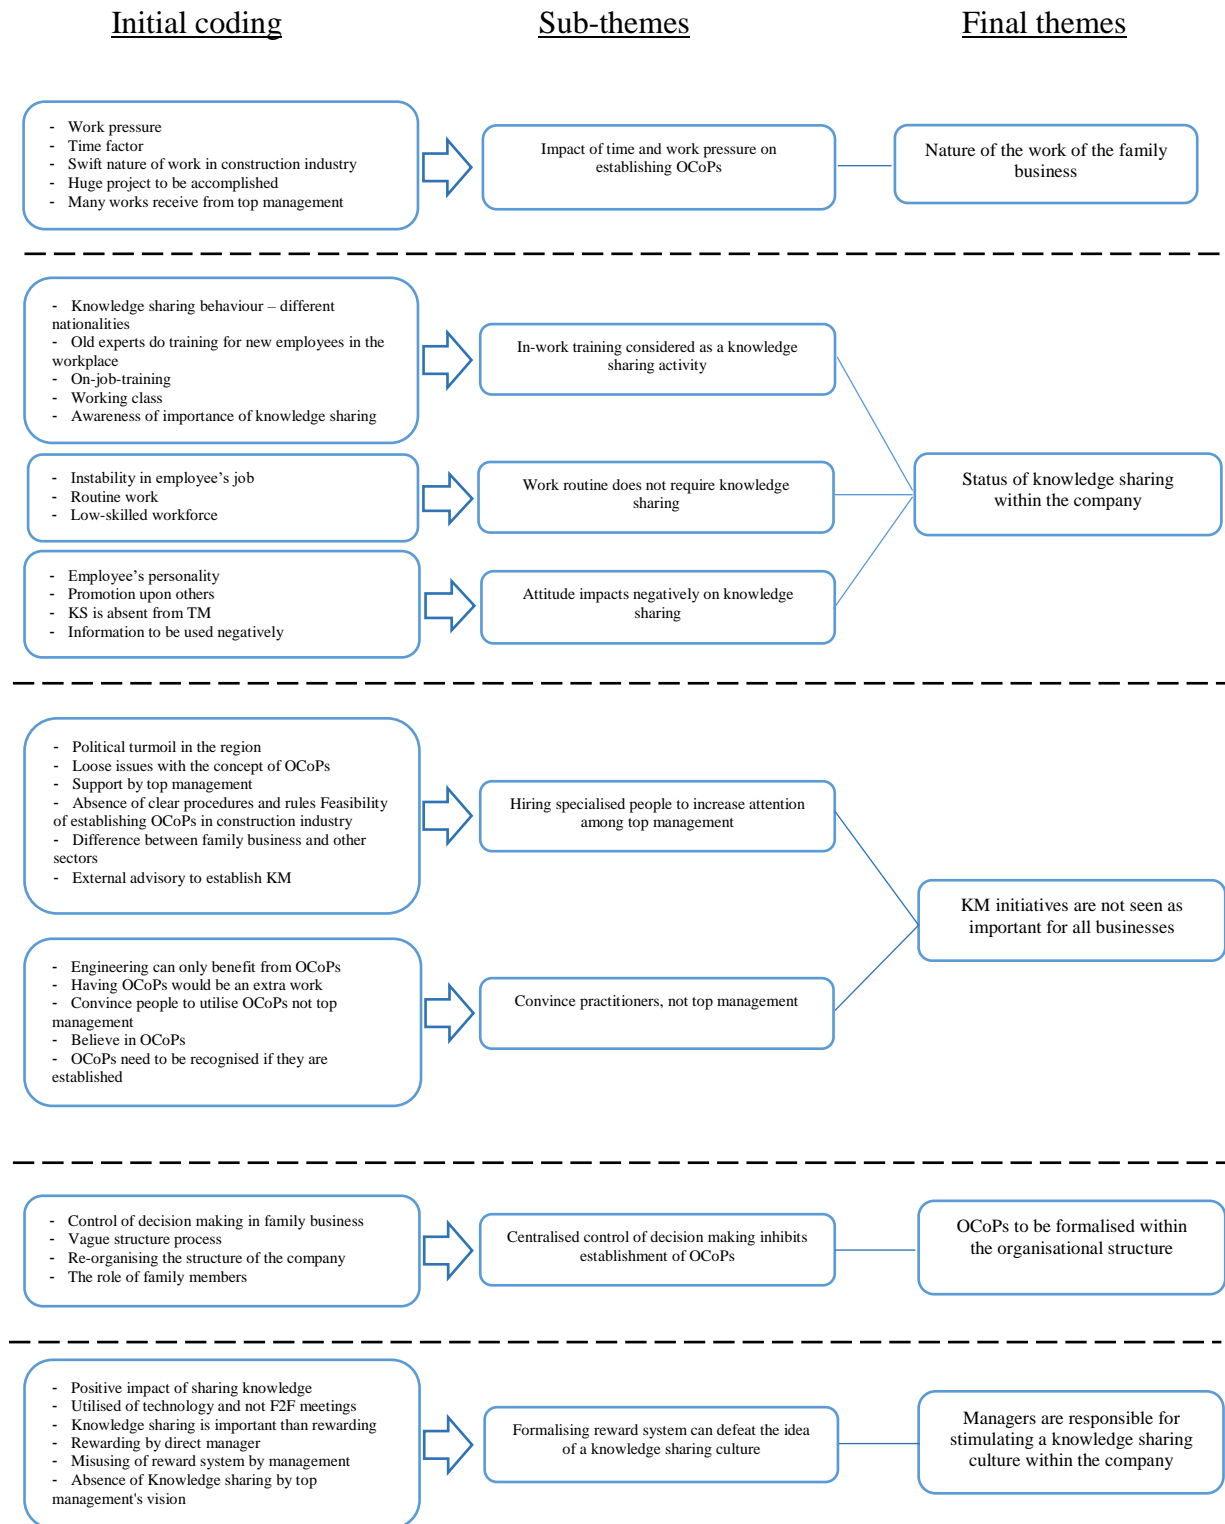 Initial coding
Sub-themes
Final themes
- Work pressure
- Time factor
- Swift nature of work in construction industry
- Huge project to be accomplished
- Many works receive from top management
Impact of time and work pressure on
establishing OCoPs
Nature of the work of the family
business
- Knowledge sharing behaviour – different
nationalities
- Old experts do training for new employees in the
workplace
- On-job-training
- Working class
- Awareness of importance of knowledge sharing
In-work training considered as a knowledge
sharing activity
- Instability in employee’s job
- Routine work
- Low-skilled workforce
Work routine does not require knowledge
sharing
Status of knowledge sharing
within the company
- Employee’s personality
- Promotion upon others
- KS is absent from TM
- Information to be used negatively
Attitude impacts negatively on knowledge
sharing
- Political turmoil in the region
- Loose issues with the concept of OCoPs
- Support by top management
- Absence of clear procedures and rules Feasibility
of establishing OCoPs in construction industry
- Difference between family business and other
sectors
- External advisory to establish KM
Hiring specialised people to increase attention
among top management
KM initiatives are not seen as
important for all businesses
- Engineering can only benefit from OCoPs
- Having OCoPs would be an extra work
- Convince people to utilise OCoPs not top
management
- Believe in OCoPs
- OCoPs need to be recognised if they are
established
Convince practitioners, not top management
- Control of decision making in family business
- Vague structure process
- Re-organising the structure of the company
- The role of family members
Centralised control of decision making inhibits
establishment of OCoPs
OCoPs to be formalised within
the organisational structure
- Positive impact of sharing knowledge
- Utilised of technology and not F2F meetings
- Knowledge sharing is important than rewarding
- Rewarding by direct manager
- Misusing of reward system by management
- Absence of Knowledge sharing by top
management's vision
Formalising reward system can defeat the idea
of a knowledge sharing culture
Managers are responsible for
stimulating a knowledge sharing
culture within the company